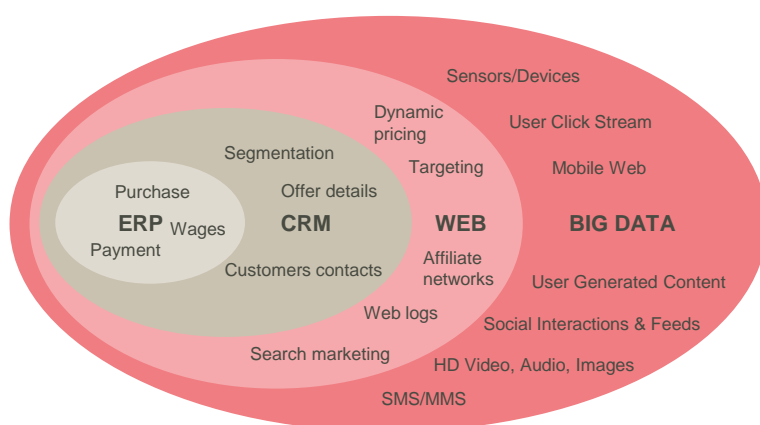 Sensors/Devices
Dynamic
pricing
User Click Stream
Segmentation
Targeting
Mobile Web
Purchase
Offer details
ERP
Wages
CRM
WEB
BIG DATA
Payment
Customers contacts
Affiliate
networks
User Generated Content
Web logs
Social Interactions & Feeds
Search marketing
HD Video, Audio, Images
SMS/MMS